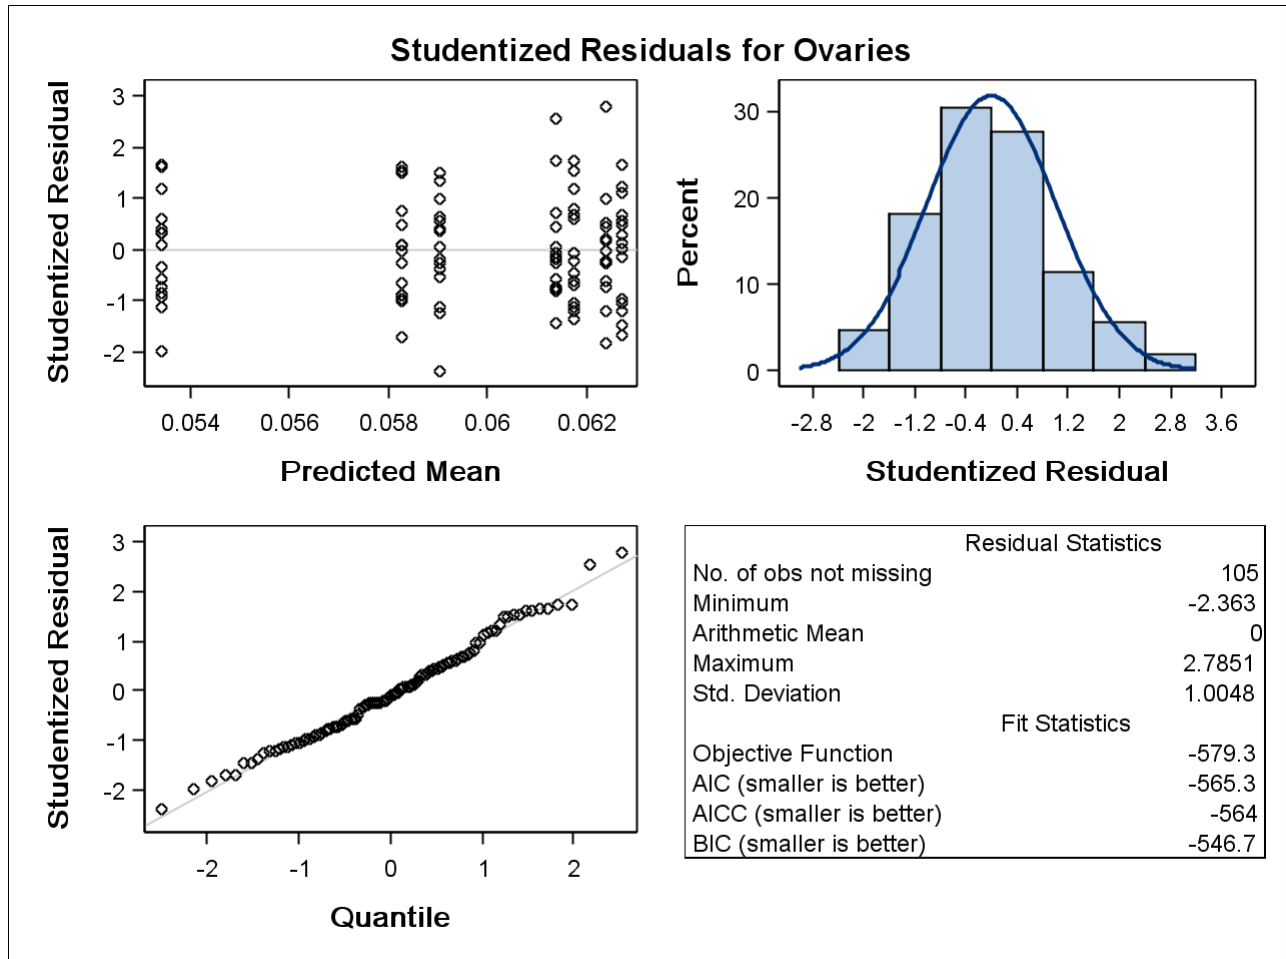 Studentized Residuals for Ovaries
Studentized Residual
3
2
1
0
-1
-2
0.054 0.056 0.058 0.06 0.062
Predicted Mean
Percent
30
20
10
0
-2.8 -2 -1.2 -0.4 0.4 1.2 2 2.8 3.6
Studentized Residual
Studentized Residual
3
2
1
0
-1
-2
-2 -1 0 1 2
Quantile
Residual Statistics
No. of obs not missing 105
Minimum -2.363
Arithmetic Mean 0
Maximum 2.7851
Std. Deviation 1.0048
Fit Statistics
Objective Function -579.3
AIC (smaller is better) -565.3
AICC (smaller is better) -564
BIC (smaller is better) -546.7